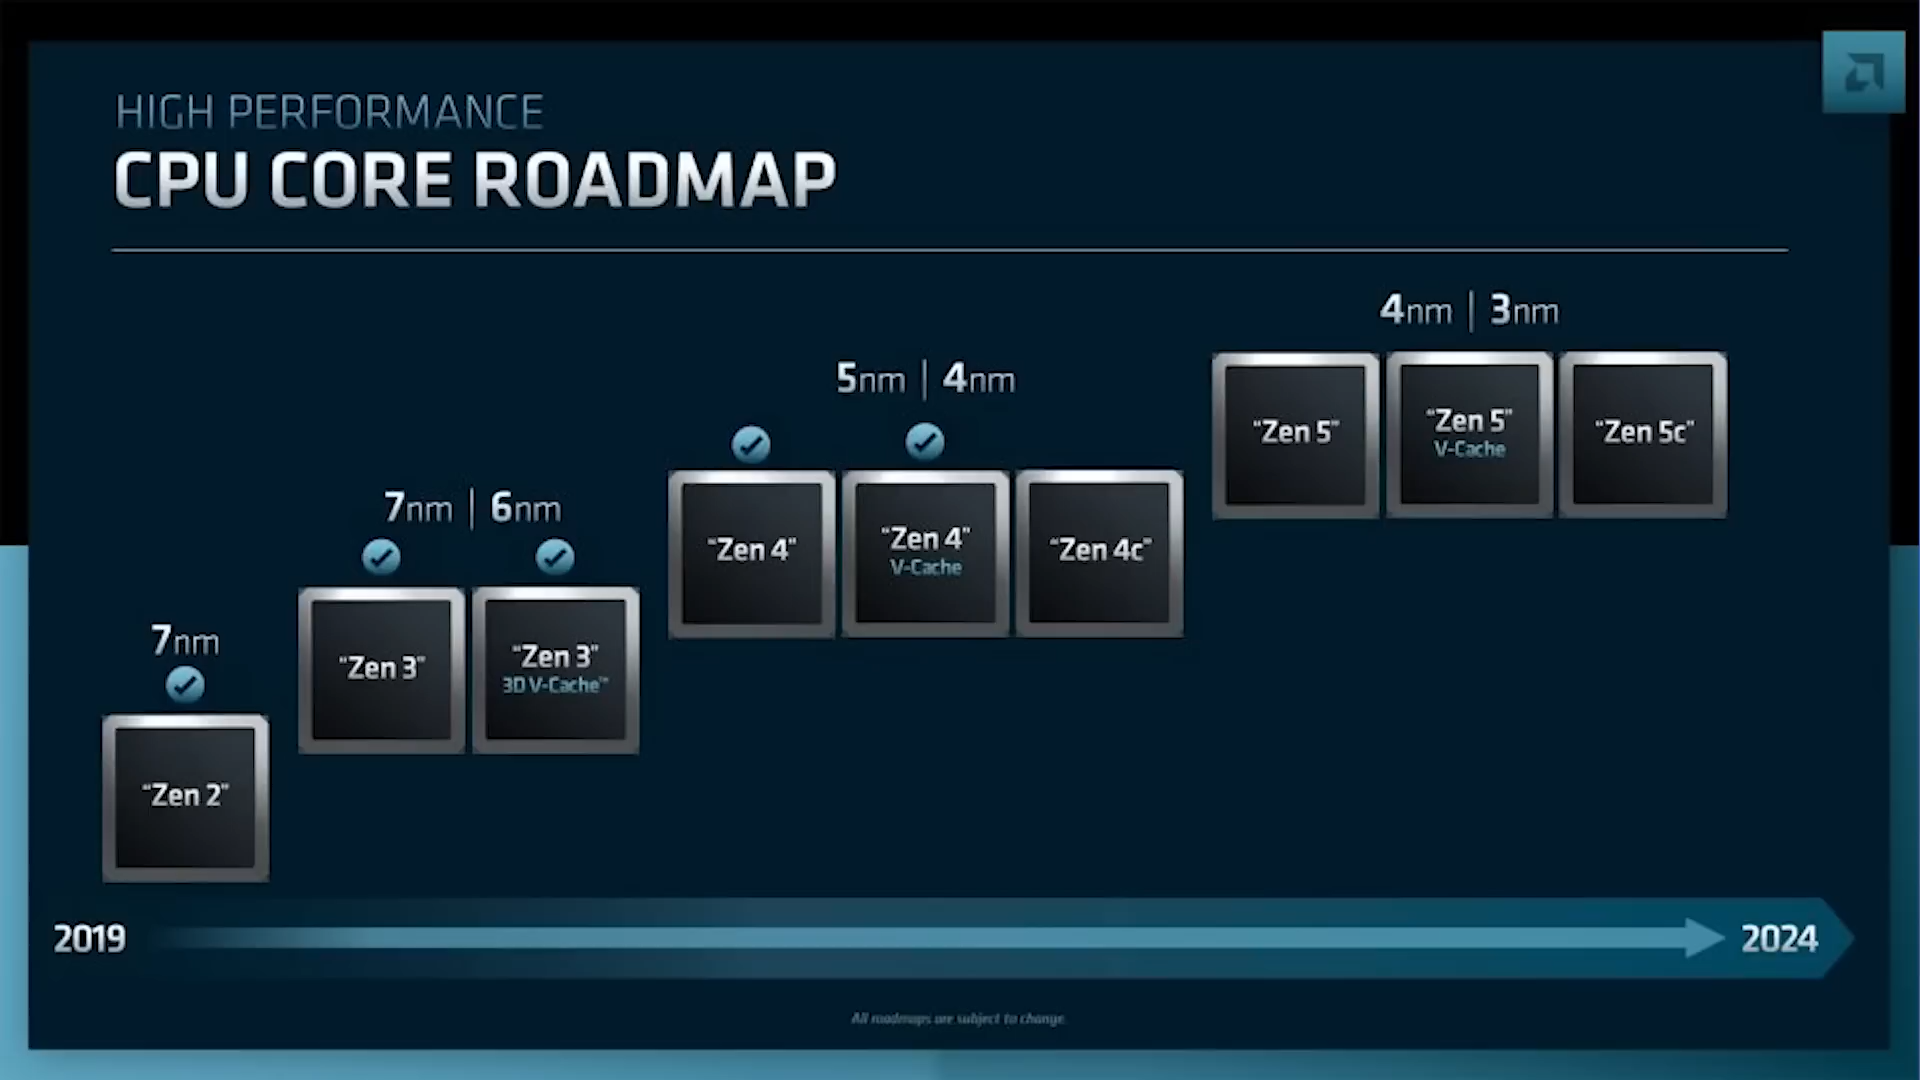 HIGH PERFORMANCE
CPU CORE ROADMAP
7nm
"Zen 2"
7nm | 6nm
"Zen 3"
"Zen 3"
3D V-Cache™
5nm | 4nm
"Zen 4"
"Zen 4"
V-Cache
"Zen 4c"
4nm | 3nm
"Zen 5"
"Zen 5"
V-Cache
"Zen 5c"
2019
2024
All roadmaps are subject to change.